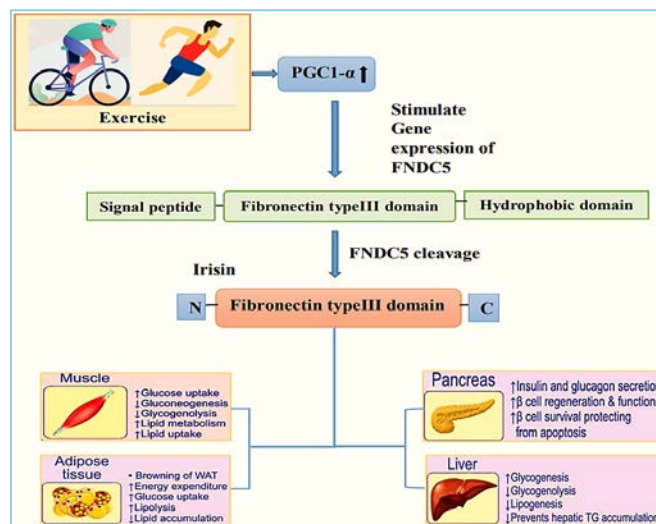 Exercise
PGC1-α ↑
Stimulate
Gene
expression of
FNDC5
Signal peptide
Fibronectin typeIII domain
Hydrophobic domain
FNDC5 cleavage
Irisin
N
Fibronectin typeIII domain
C
Muscle
↑Glucose uptake
↓Gluconeogenesis
↓Glycogenolysis
↑Lipid metabolism
↑Lipid uptake
Adipose
tissue
• Browning of WAT
↑Energy expenditure
↑Glucose uptake
↑Lipolysis
↓Lipid accumulation
Pancreas
↑Insulin and glucagon secretion
↑β cell regeneration & functions
↑β cell survival protecting
from apoptosis
Liver
↑Glycogenesis
↓Glycogenolysis
↓Lipogenesis
↓Prevents hepatic TG accumulation